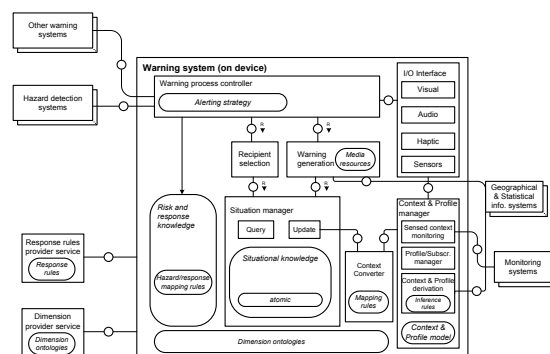 Other warning
systems
Hazard detection
systems
Response rules
provider service
Response
rules
Dimension
provider service
Dimension
ontologies
Warning system (on device)
Warning process controller
Alerting strategy
R
R
Recipient
selection
Warning
generation
Media
resources
R
R
Risk and
response
knowledge
Hazard/response
mapping rules
Situation manager
Query
Update
Situational knowledge
atomic
Context
Converter
Mapping
rules
Dimension ontologies
I/O Interface
Visual
Audio
Haptic
Sensors
Context & Profile
manager
Sensed context
monitoring
Profile/Subscr.
manager
Context & Profile
derivation
Inference
rules
Context &
Profile model
Geographical
& Statistical
info. systems
Monitoring
systems